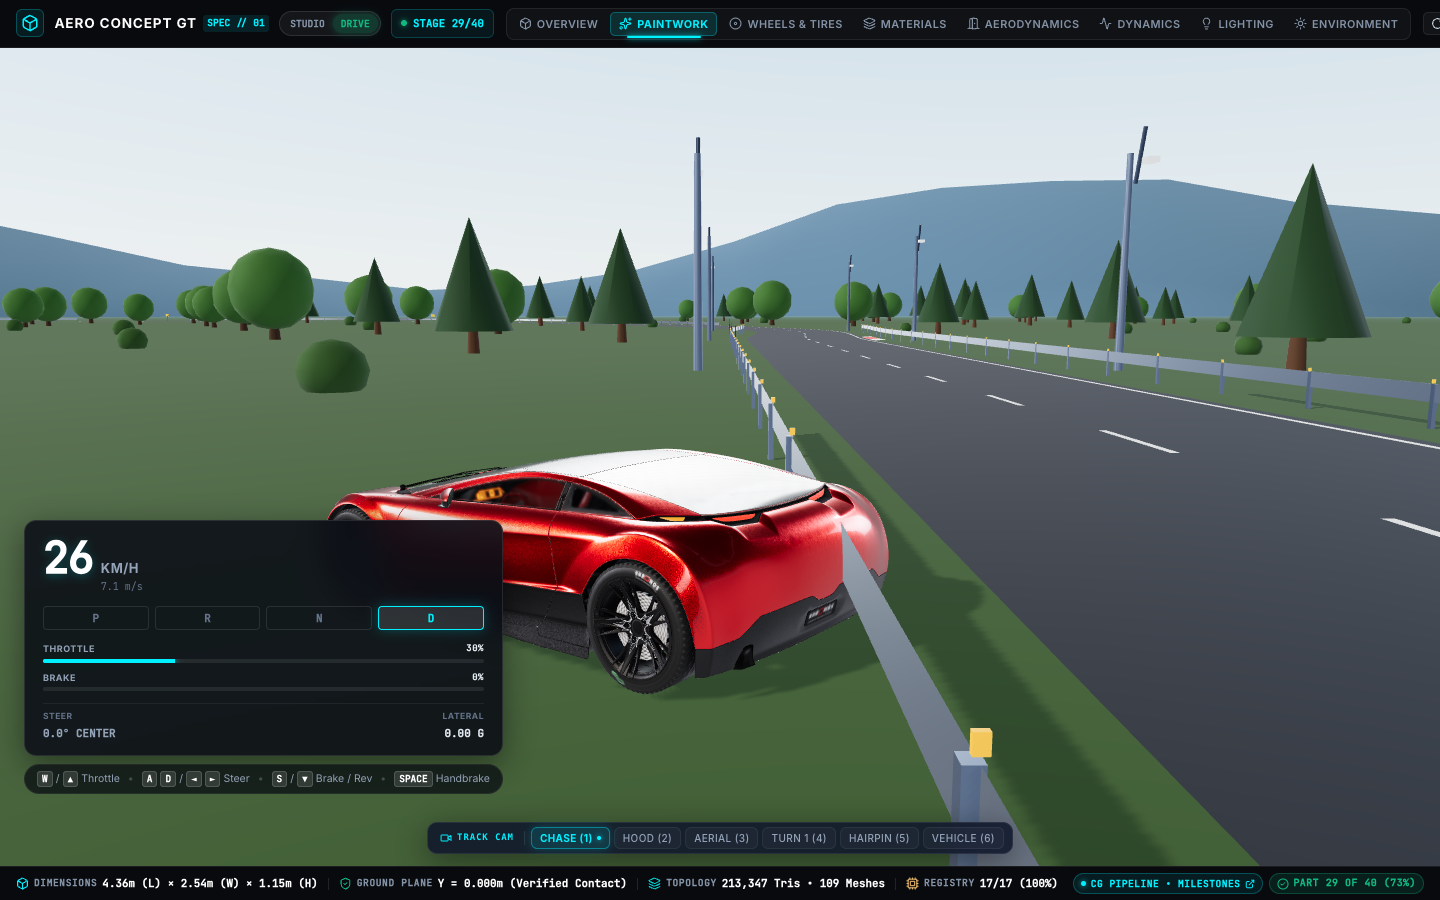 AERO CONCEPT GT SPEC // 01 STUDIO DRIVE STAGE 29/40 OVERVIEW PAINTWORK WHEELS & TIRES MATERIALS AERODYNAMICS DYNAMICS LIGHTING ENVIRONMENT
26 KM/H
7.1 m/s
P R N D
THROTTLE 30%
BRAKE 0%
STEER LATERAL
0.0° CENTER 0.00 G
W / ▲ Throttle • A D / ◄ ► Steer • S / ▼ Brake / Rev • SPACE Handbrake
TRACK CAM CHASE (1) HOOD (2) AERIAL (3) TURN 1 (4) HAIRPIN (5) VEHICLE (6)
DIMENSIONS 4.36m (L) × 2.54m (W) × 1.15m (H) GROUND PLANE Y = 0.000m (Verified Contact) TOPOLOGY 213,347 Tris • 109 Meshes REGISTRY 17/17 (100%) CG PIPELINE • MILESTONES PART 29 OF 40 (73%)